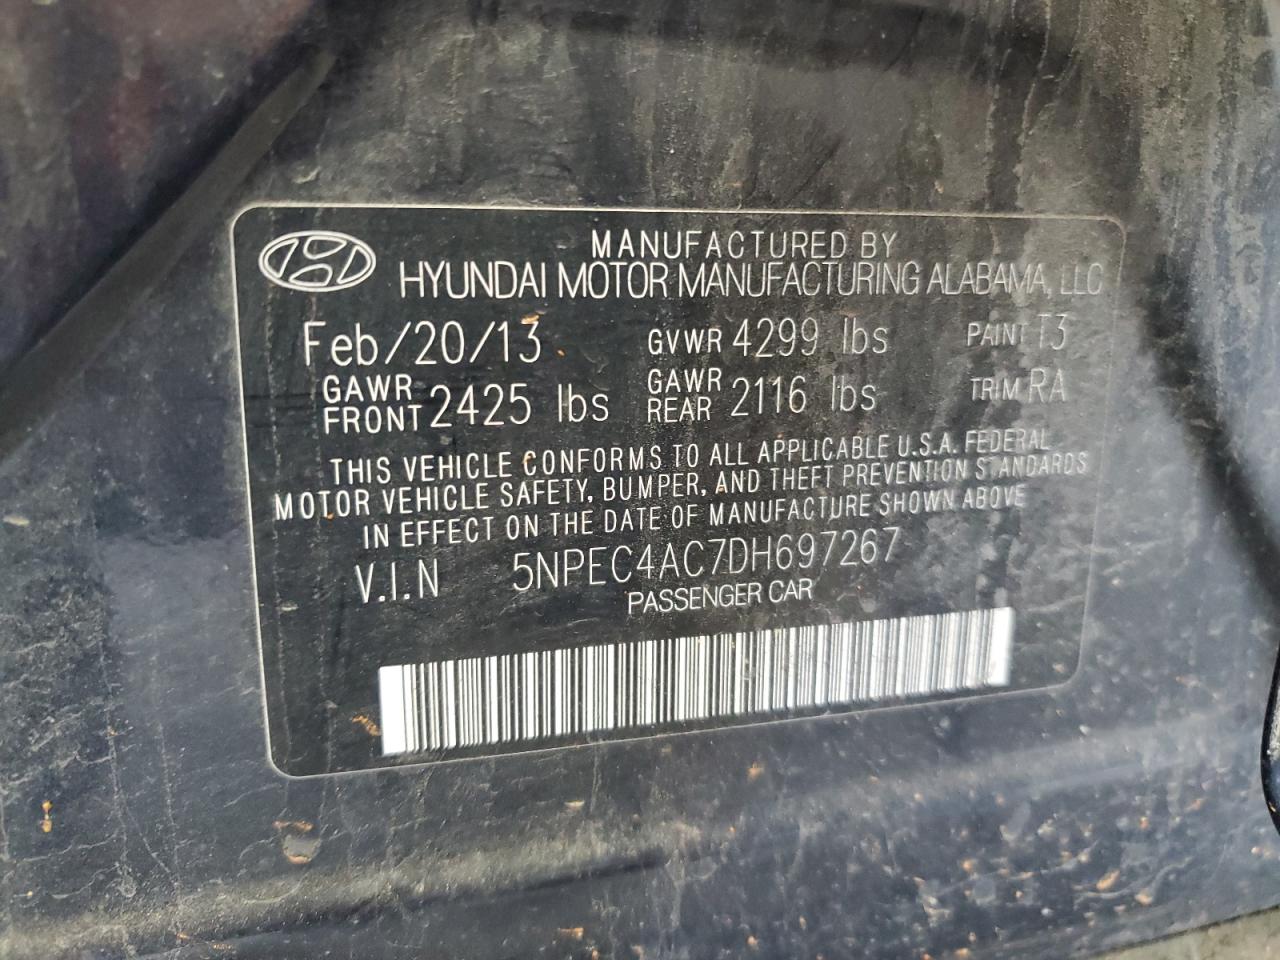 MANUFACTURED BY
HYUNDAI MOTOR MANUFACTURING ALABAMA, LLC
Feb/20/13 GVWR 4299 lbs PAINT T3
GAWR FRONT 2425 lbs GAWR REAR 2116 lbs TRIM RA
THIS VEHICLE CONFORMS TO ALL APPLICABLE U.S.A. FEDERAL
MOTOR VEHICLE SAFETY, BUMPER, AND THEFT PREVENTION STANDARDS
IN EFFECT ON THE DATE OF MANUFACTURE SHOWN ABOVE
V.I.N 5NPEC4AC7DH697267
PASSENGER CAR